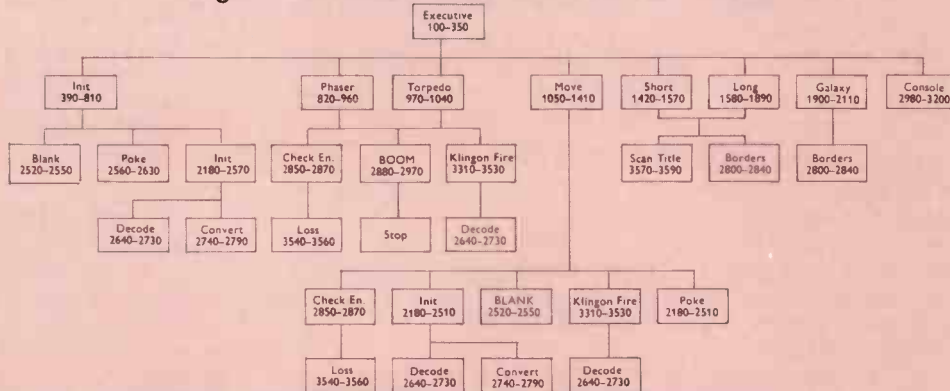 Executive
100–350
Init
390–810
Phaser
820–960
Torpedo
970–1040
Move
1050–1410
Short
1420–1570
Long
1580–1890
Galaxy
1900–2110
Console
2980–3200
Blank
2520–2550
Poke
2560–2630
Init
2180–2570
Check En.
2850–2870
BOOM
2880–2970
Klingon Fire
3310–3530
Scan Title
3570–3590
Borders
2800–2840
Borders
2800–2840
Decode
2640–2730
Convert
2740–2790
Loss
3540–3560
Stop
Decode
2640–2730
Check En.
2850–2870
Init
2180–2510
BLANK
2520–2550
Klingon Fire
3310–3530
Poke
2180–2510
Loss
3540–3560
Decode
2640–2730
Convert
2740–2790
Decode
2640–2730